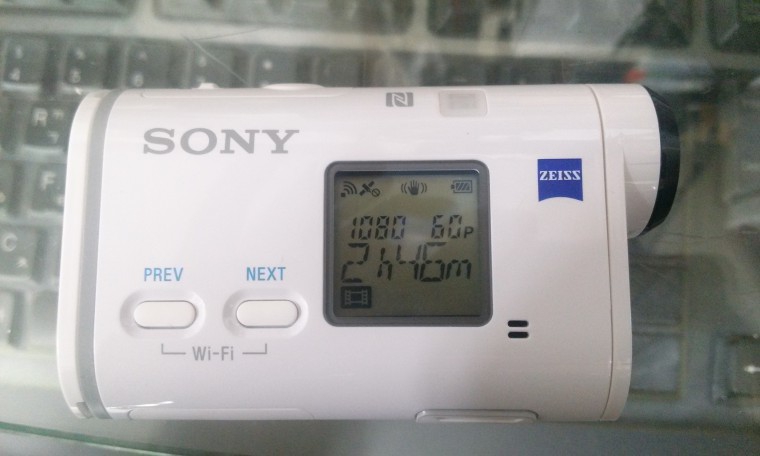 SONY
ZEISS
1080 60P
2h46m
PREV NEXT
Wi-Fi